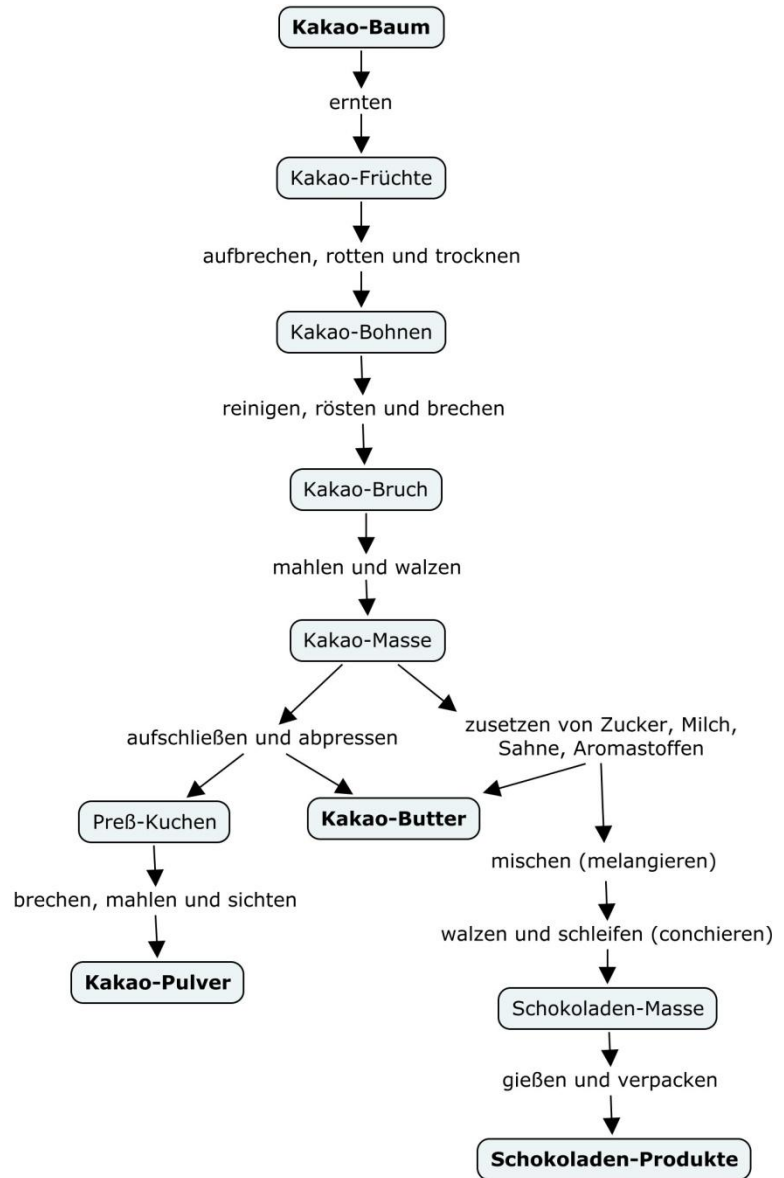 Kakao-Baum
ernten
Kakao-Früchte
aufbrechen, rotten und trocknen
Kakao-Bohnen
reinigen, rösten und brechen
Kakao-Bruch
mahlen und walzen
Kakao-Masse
aufschließen und abpressen
zusetzen von Zucker, Milch,
Sahne, Aromastoffen
Preß-Kuchen
Kakao-Butter
mischen (melangieren)
brechen, mahlen und sichten
walzen und schleifen (conchieren)
Kakao-Pulver
Schokoladen-Masse
gießen und verpacken
Schokoladen-Produkte